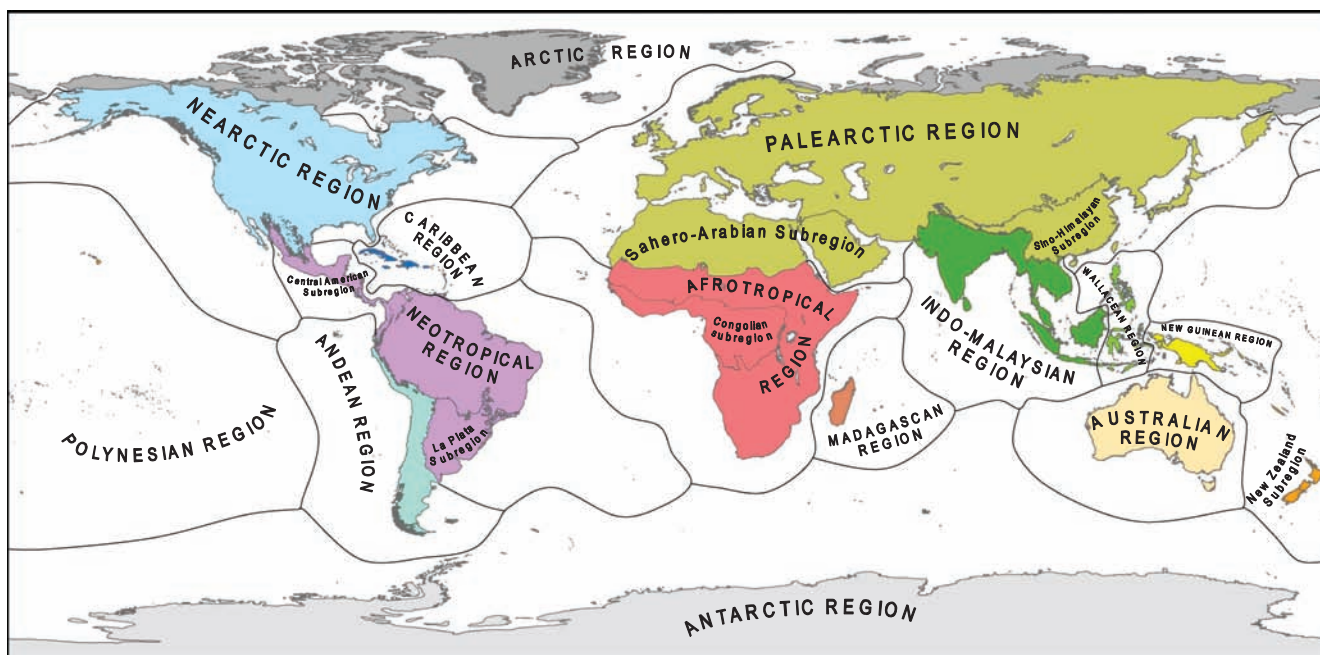 ARCTIC REGION
NEARCTIC REGION
PALEARCTIC REGION
CARIBBEAN
REGION
Sahero-Arabian Subregion
Sino-Himalayan
Subregion
Central American
Subregion
AFROTROPICAL
REGION
Congolian
subregion
WALLACEAN REGION
NEOTROPICAL
REGION
INDO-MALAYSIAN
REGION
NEW GUINEAN REGION
ANDEAN REGION
POLYNESIAN REGION
La Plata
Subregion
MADAGASCAN
REGION
AUSTRALIAN
REGION
New Zealand
Subregion
ANTARCTIC REGION